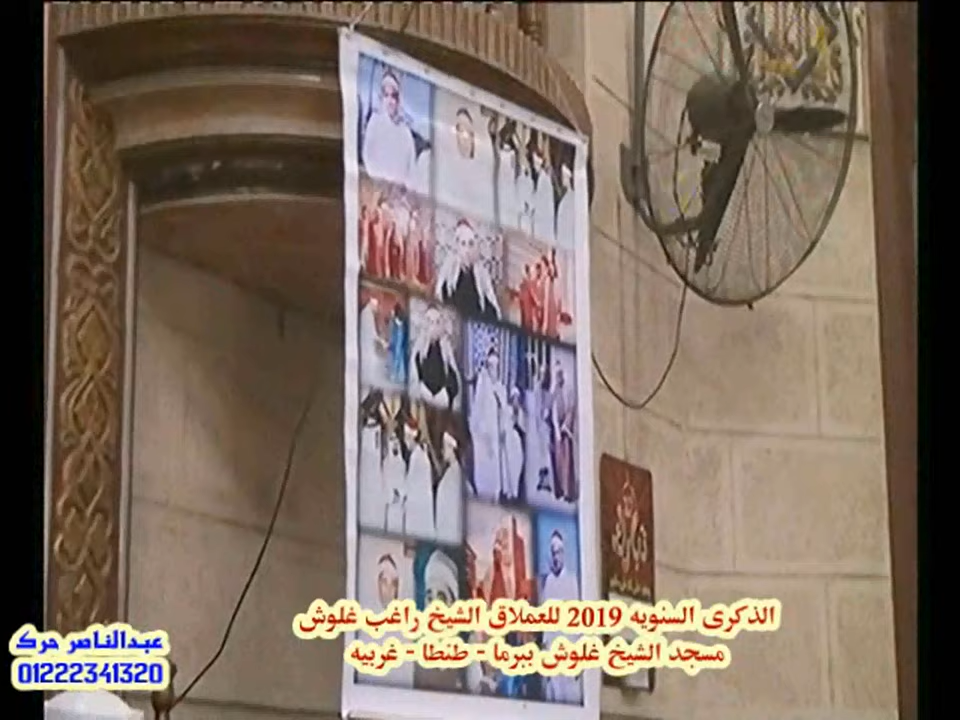 الذكرى السنويه 2019 للعملاق الشيخ راغب غلوش
مسجد الشيخ غلوش ببرما - طنطا - غربيه
عبدالناصر حرك
01222341320